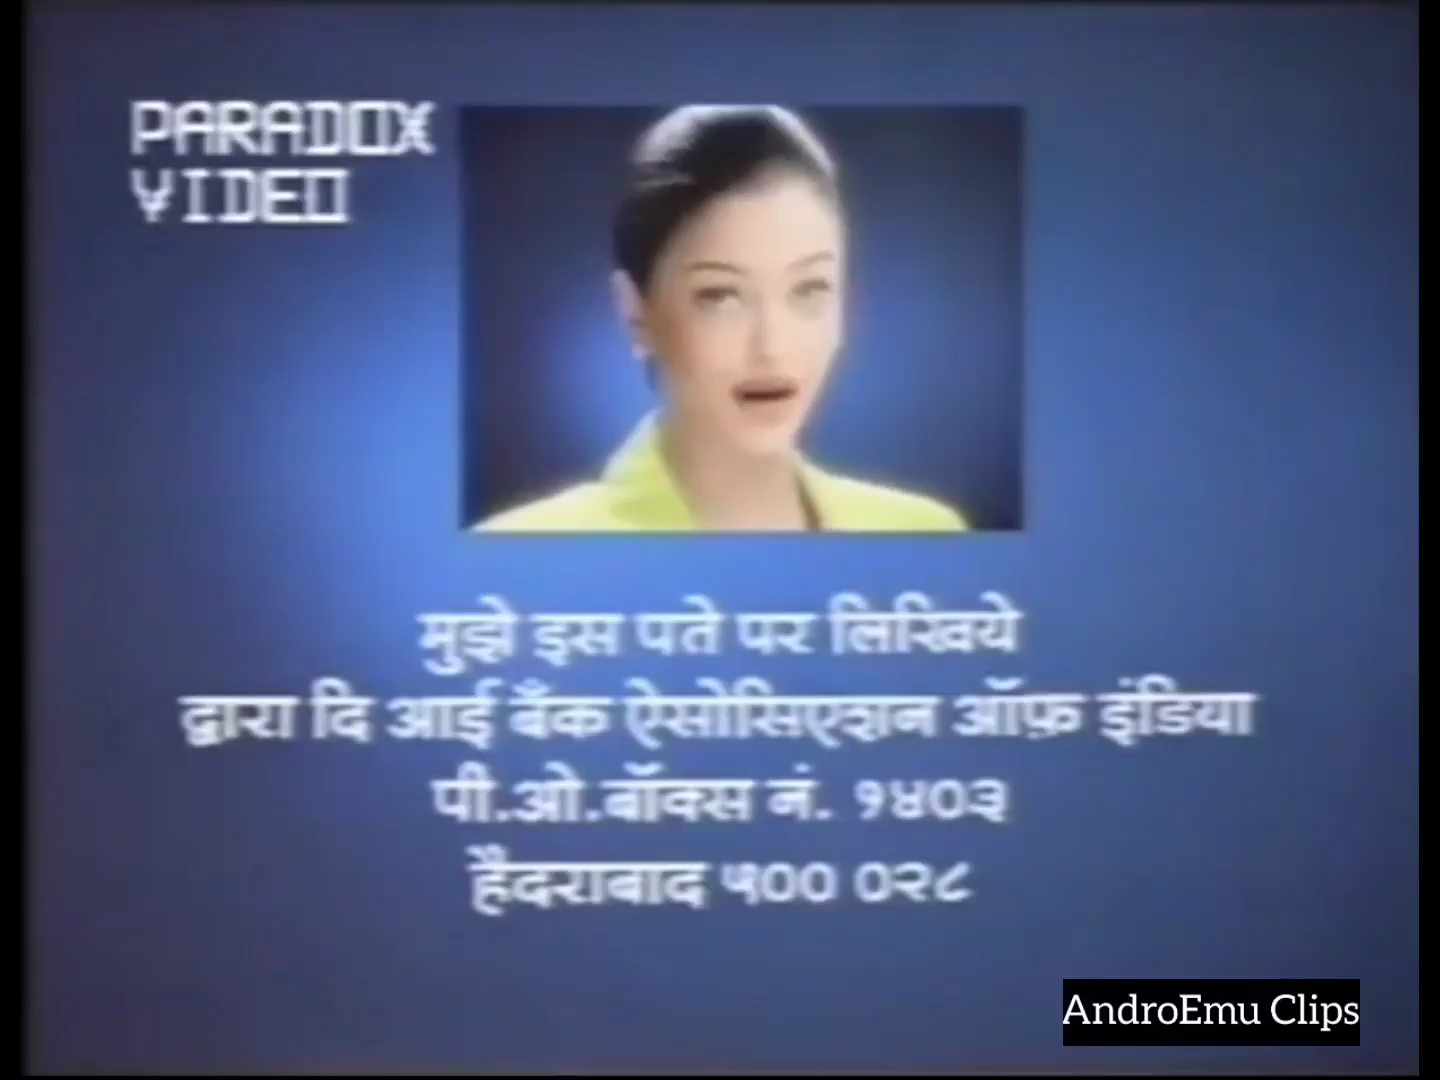 PARADOX
VIDEO
मुझे इस पते पर लिखिये
द्वारा दि आई बैंक ऐसोसिएशन ऑफ़ इंडिया
पी.ओ.बॉक्स नं. १४०३
हैदराबाद ५०० ०२८
AndroEmu Clips